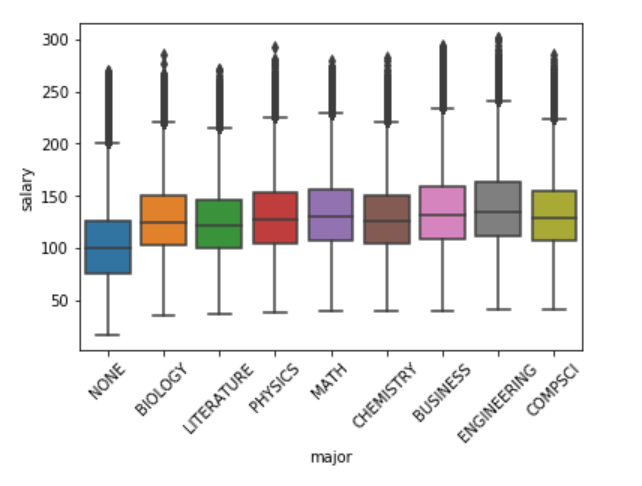 300
250
200
150
100
50
salary
NONE
BIOLOGY
LITERATURE
PHYSICS
MATH
CHEMISTRY
BUSINESS
ENGINEERING
COMPSCI
major